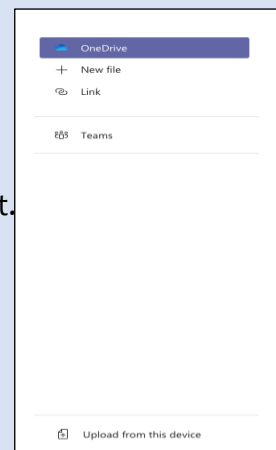 OneDrive
New file
Link
t.
Teams
Upload from this device